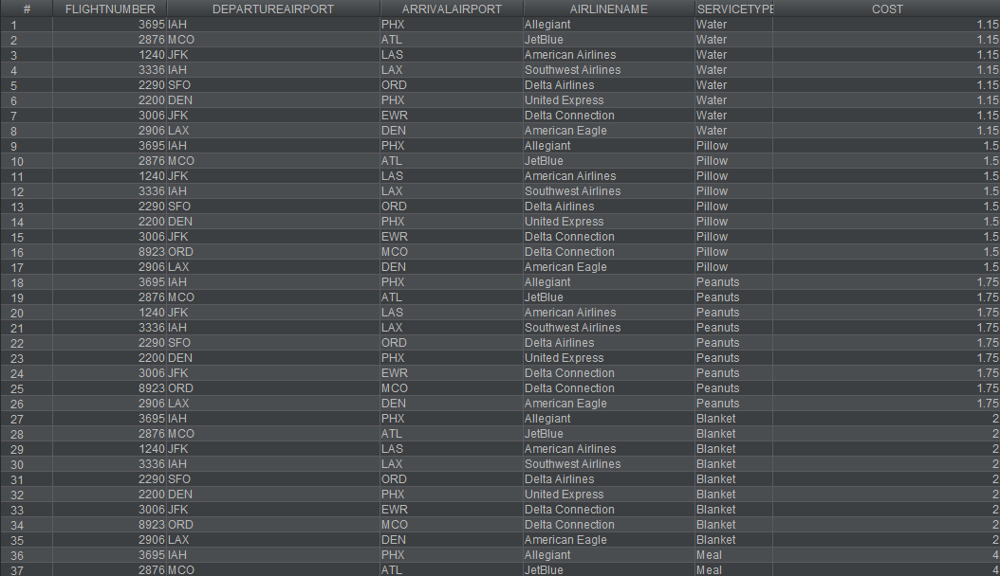 # FLIGHTNUMBER DEPARTUREAIRPORT ARRIVALAIRPORT AIRLINENAME SERVICETYPE COST
1 3695 IAH PHX Allegiant Water 1.15
2 2876 MCO ATL JetBlue Water 1.15
3 1240 JFK LAS American Airlines Water 1.15
4 3336 IAH LAX Southwest Airlines Water 1.15
5 2290 SFO ORD Delta Airlines Water 1.15
6 2200 DEN PHX United Express Water 1.15
7 3006 JFK EWR Delta Connection Water 1.15
8 2906 LAX DEN American Eagle Water 1.15
9 3695 IAH PHX Allegiant Pillow 1.5
10 2876 MCO ATL JetBlue Pillow 1.5
11 1240 JFK LAS American Airlines Pillow 1.5
12 3336 IAH LAX Southwest Airlines Pillow 1.5
13 2290 SFO ORD Delta Airlines Pillow 1.5
14 2200 DEN PHX United Express Pillow 1.5
15 3006 JFK EWR Delta Connection Pillow 1.5
16 8923 ORD MCO Delta Connection Pillow 1.5
17 2906 LAX DEN American Eagle Pillow 1.5
18 3695 IAH PHX Allegiant Peanuts 1.75
19 2876 MCO ATL JetBlue Peanuts 1.75
20 1240 JFK LAS American Airlines Peanuts 1.75
21 3336 IAH LAX Southwest Airlines Peanuts 1.75
22 2290 SFO ORD Delta Airlines Peanuts 1.75
23 2200 DEN PHX United Express Peanuts 1.75
24 3006 JFK EWR Delta Connection Peanuts 1.75
25 8923 ORD MCO Delta Connection Peanuts 1.75
26 2906 LAX DEN American Eagle Peanuts 1.75
27 3695 IAH PHX Allegiant Blanket 2
28 2876 MCO ATL JetBlue Blanket 2
29 1240 JFK LAS American Airlines Blanket 2
30 3336 IAH LAX Southwest Airlines Blanket 2
31 2290 SFO ORD Delta Airlines Blanket 2
32 2200 DEN PHX United Express Blanket 2
33 3006 JFK EWR Delta Connection Blanket 2
34 8923 ORD MCO Delta Connection Blanket 2
35 2906 LAX DEN American Eagle Blanket 2
36 3695 IAH PHX Allegiant Meal 4
37 2876 MCO ATL JetBlue Meal 4